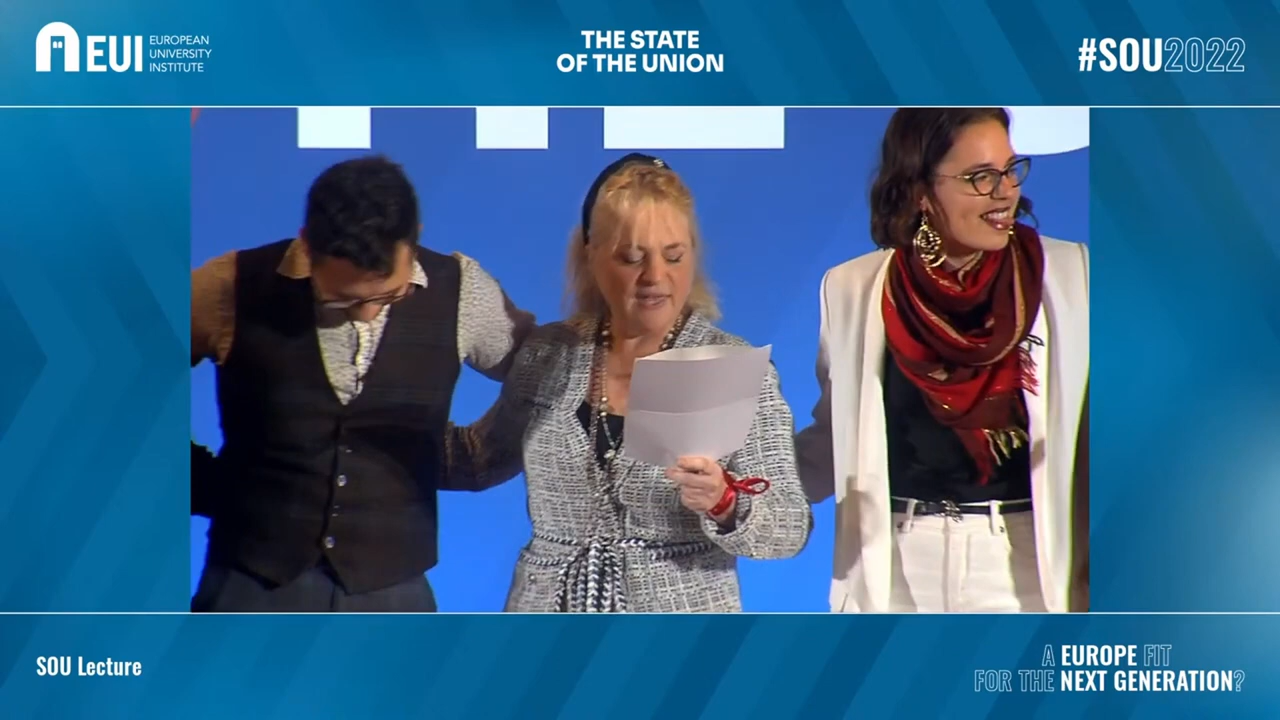 EUI
EUROPEAN
UNIVERSITY
INSTITUTE
THE STATE
OF THE UNION
#SOU2022
SOU Lecture
A EUROPE FIT
FOR THE NEXT GENERATION?